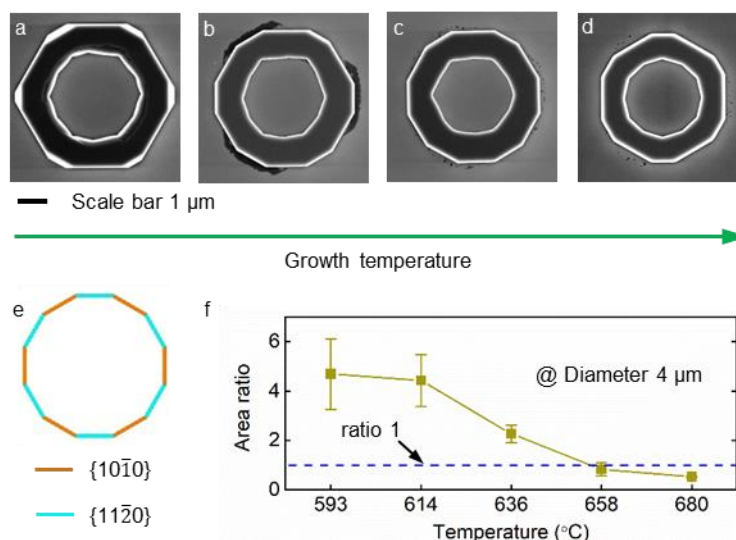 a
b
c
d
Scale bar 1 μm
Growth temperature
e
{101̄0}
{112̄0}
f
Area ratio
6
4
2
0
@ Diameter 4 μm
ratio 1
593 614 636 658 680
Temperature (°C)